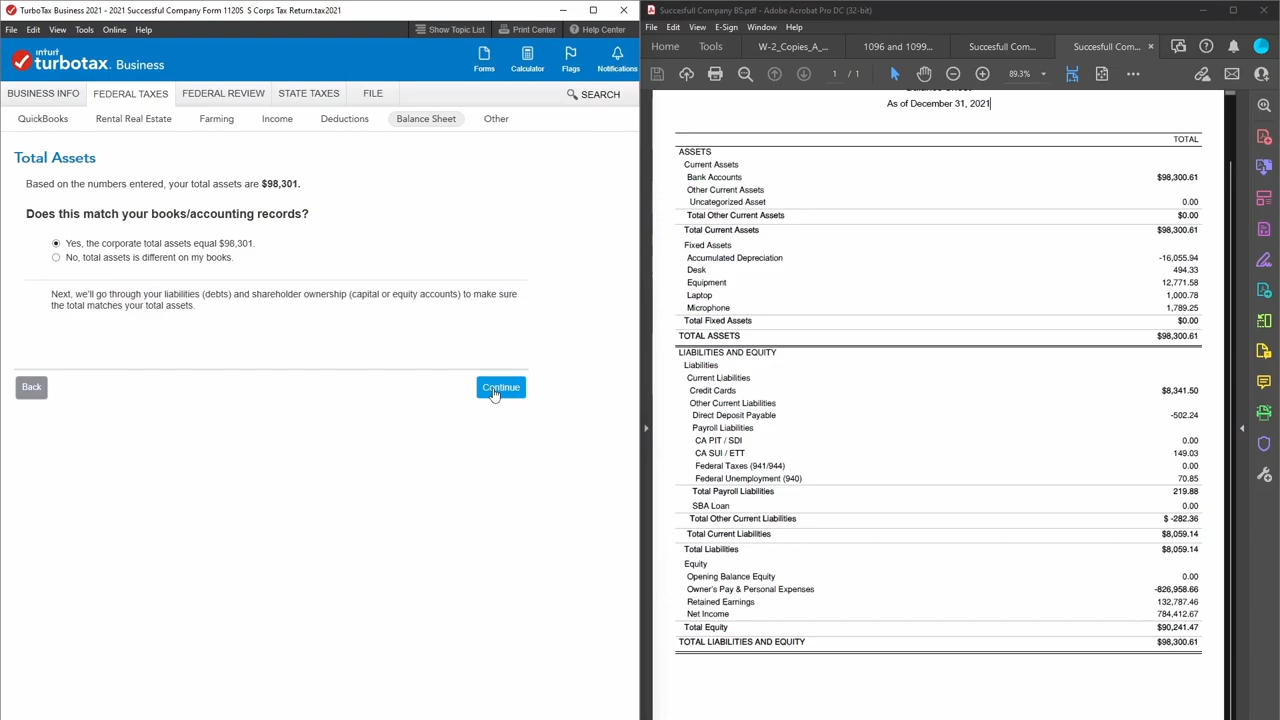 TurboTax Business 2021 - 2021 Successful Company Form 1120S S Corps Tax Return.tax2021
File Edit View Tools Online Help
Show Topic List Print Center Help Center
intuit turbotax. Business
Forms Calculator Flags Notifications
BUSINESS INFO FEDERAL TAXES FEDERAL REVIEW STATE TAXES FILE SEARCH
QuickBooks Rental Real Estate Farming Income Deductions Balance Sheet Other
Total Assets
Based on the numbers entered, your total assets are $98,301.
Does this match your books/accounting records?
Yes, the corporate total assets equal $98,301.
No, total assets is different on my books.
Next, we'll go through your liabilities (debts) and shareholder ownership (capital or equity accounts) to make sure
the total matches your total assets.
Back Continue
Succesfull Company BS.pdf - Adobe Acrobat Pro DC (32-bit)
File Edit View E-Sign Window Help
Home Tools W-2_Copies_A_... 1096 and 1099... Succesfull Com... Succesfull Com... ×
1 / 1 89.3%
As of December 31, 2021
TOTAL
ASSETS
Current Assets
Bank Accounts $98,300.61
Other Current Assets
Uncategorized Asset 0.00
Total Other Current Assets $0.00
Total Current Assets $98,300.61
Fixed Assets
Accumulated Depreciation -16,055.94
Desk 494.33
Equipment 12,771.58
Laptop 1,000.78
Microphone 1,789.25
Total Fixed Assets $0.00
TOTAL ASSETS $98,300.61
LIABILITIES AND EQUITY
Liabilities
Current Liabilities
Credit Cards $8,341.50
Other Current Liabilities
Direct Deposit Payable -502.24
Payroll Liabilities
CA PIT / SDI 0.00
CA SUI / ETT 149.03
Federal Taxes (941/944) 0.00
Federal Unemployment (940) 70.85
Total Payroll Liabilities 219.88
SBA Loan 0.00
Total Other Current Liabilities $ -282.36
Total Current Liabilities $8,059.14
Total Liabilities $8,059.14
Equity
Opening Balance Equity 0.00
Owner's Pay & Personal Expenses -826,958.66
Retained Earnings 132,787.46
Net Income 784,412.67
Total Equity $90,241.47
TOTAL LIABILITIES AND EQUITY $98,300.61